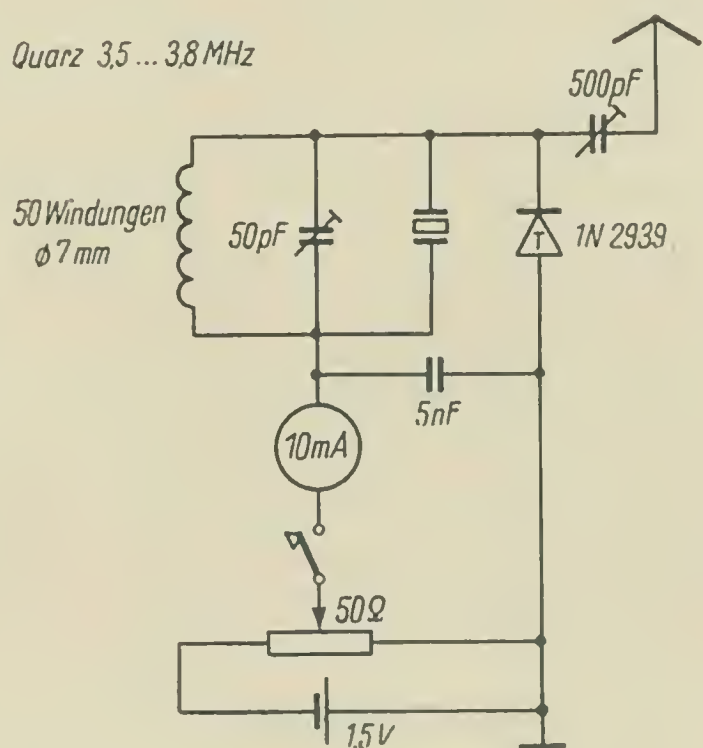 Quarz 3,5 ... 3,8 MHz
500pF
50 Windungen
ϕ 7 mm
50pF
T
1N 2939
5nF
10mA
50Ω
1,5V